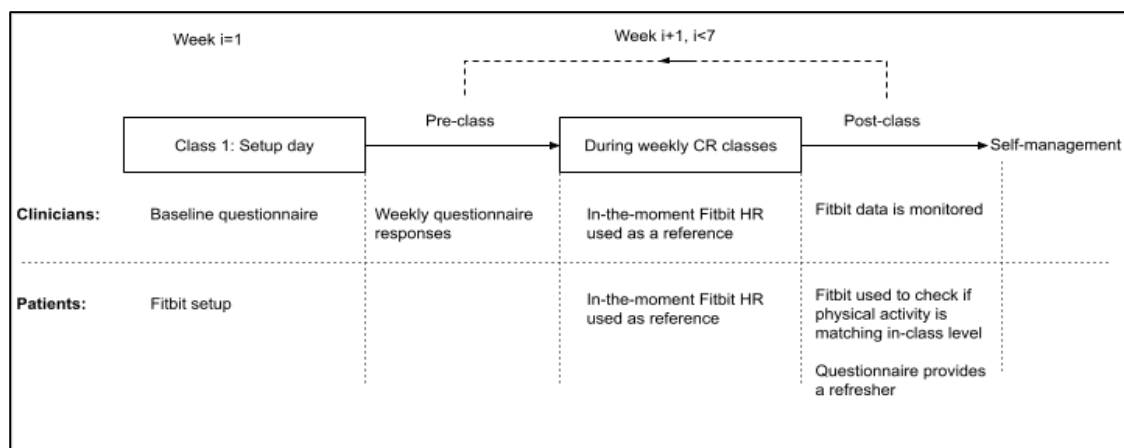 Week i=1
Week i+1, i<7
Pre-class
Post-class
Class 1: Setup day
During weekly CR classes
Self-management
Clinicians:
Baseline questionnaire
Weekly questionnaire
responses
In-the-moment Fitbit HR
used as a reference
Fitbit data is monitored
Patients:
Fitbit setup
In-the-moment Fitbit HR
used as reference
Fitbit used to check if
physical activity is
matching in-class level
Questionnaire provides
a refresher